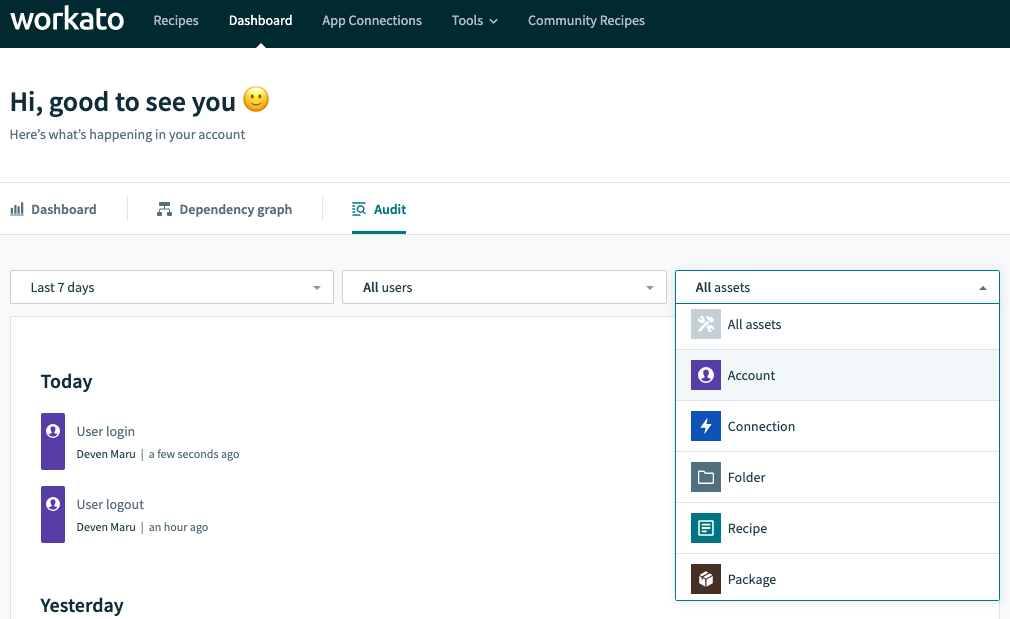 workato
Recipes
Dashboard
App Connections
Tools
Community Recipes
Hi, good to see you
Here's what's happening in your account
Dashboard
Dependency graph
Audit
Last 7 days
All users
All assets
All assets
Account
Connection
Folder
Recipe
Package
Today
User login
Deven Maru | a few seconds ago
User logout
Deven Maru | an hour ago
Yesterday